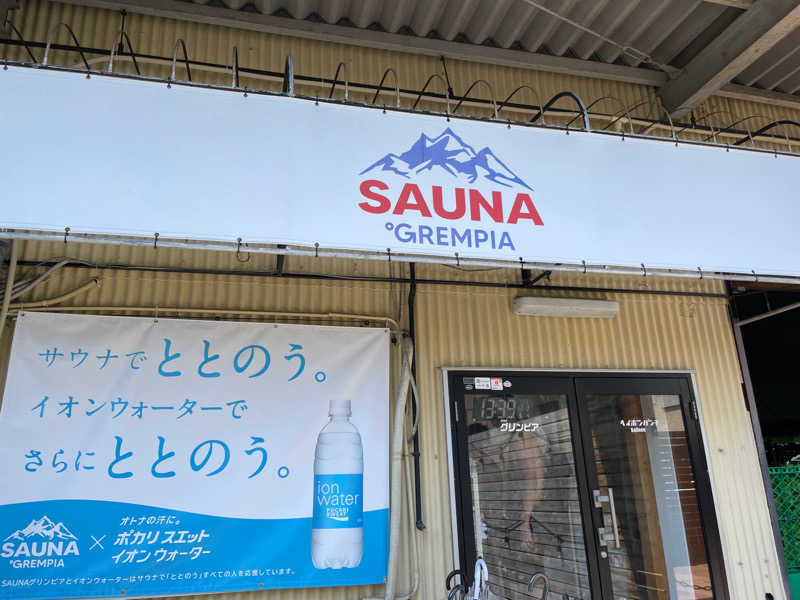 SAUNA
°GREMPIA
サウナでととのう。
イオンウォーターで
さらにととのう。
ion
water
POCARI
SWEAT
SAUNA
°GREMPIA
×
オトナの汗に。
ポカリスエット
イオンウォーター
SAUNAグリンピアとイオンウォーターはサウナで「ととのう」すべての人を応援しています。
13:39
グリンピア